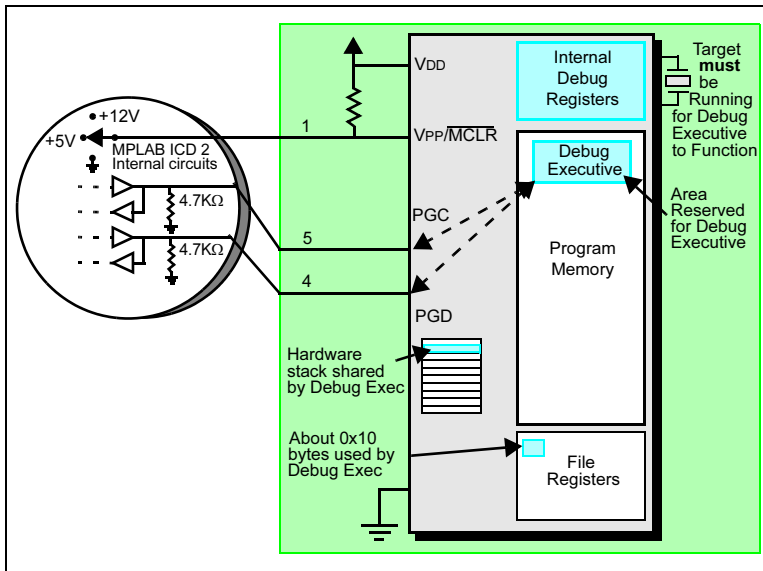 +12V
+5V
MPLAB ICD 2
Internal circuits
4.7KΩ
4.7KΩ
1
5
4
VDD
VPP/MCLR
PGC
PGD
Internal
Debug
Registers
Target
must
be
Running
for Debug
Executive
to Function
Debug
Executive
Area
Reserved
for Debug
Executive
Program
Memory
Hardware
stack shared
by Debug Exec
About 0x10
bytes used by
Debug Exec
File
Registers